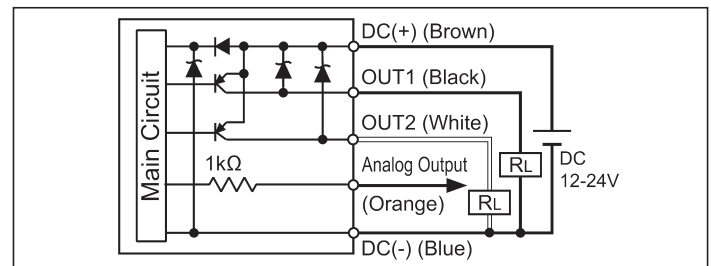 Main Circuit
DC(+) (Brown)
OUT1 (Black)
OUT2 (White)
1kΩ
Analog Output
(Orange)
RL
RL
DC
12-24V
DC(-) (Blue)